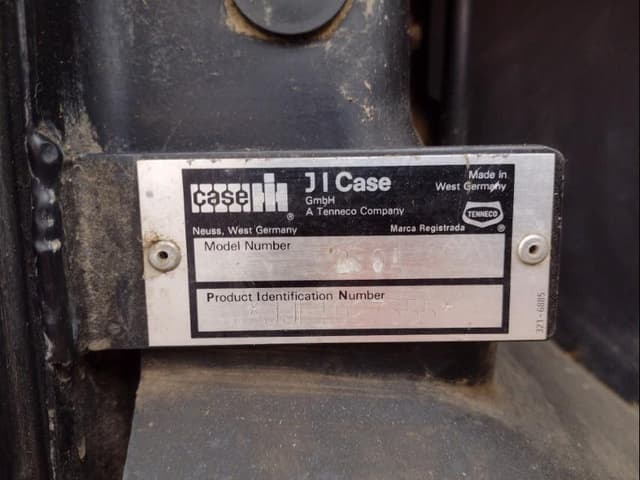 CASE IH ®
J I Case
GmbH
A Tenneco Company
Made in
West Germany
TENNECO ®
Neuss, West Germany
Marca Registrada
Model Number
Product Identification Number
321-6885